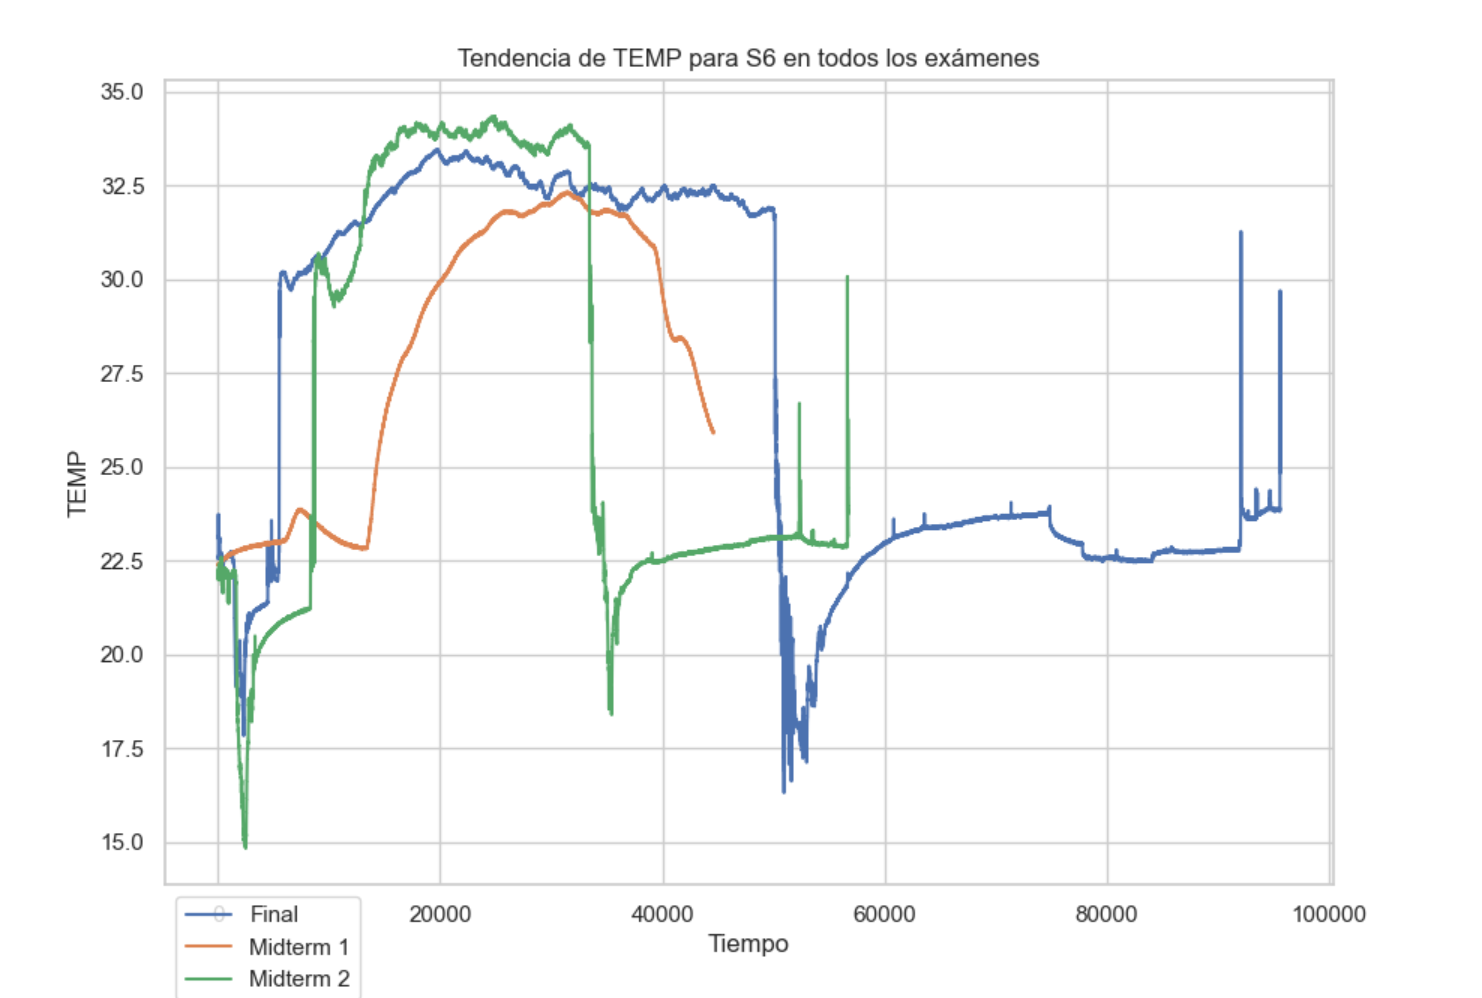 Tendencia de TEMP para S6 en todos los exámenes
35.0
32.5
30.0
27.5
25.0
22.5
20.0
17.5
15.0
TEMP
0 20000 40000 60000 80000 100000
Tiempo
Final
Midterm 1
Midterm 2